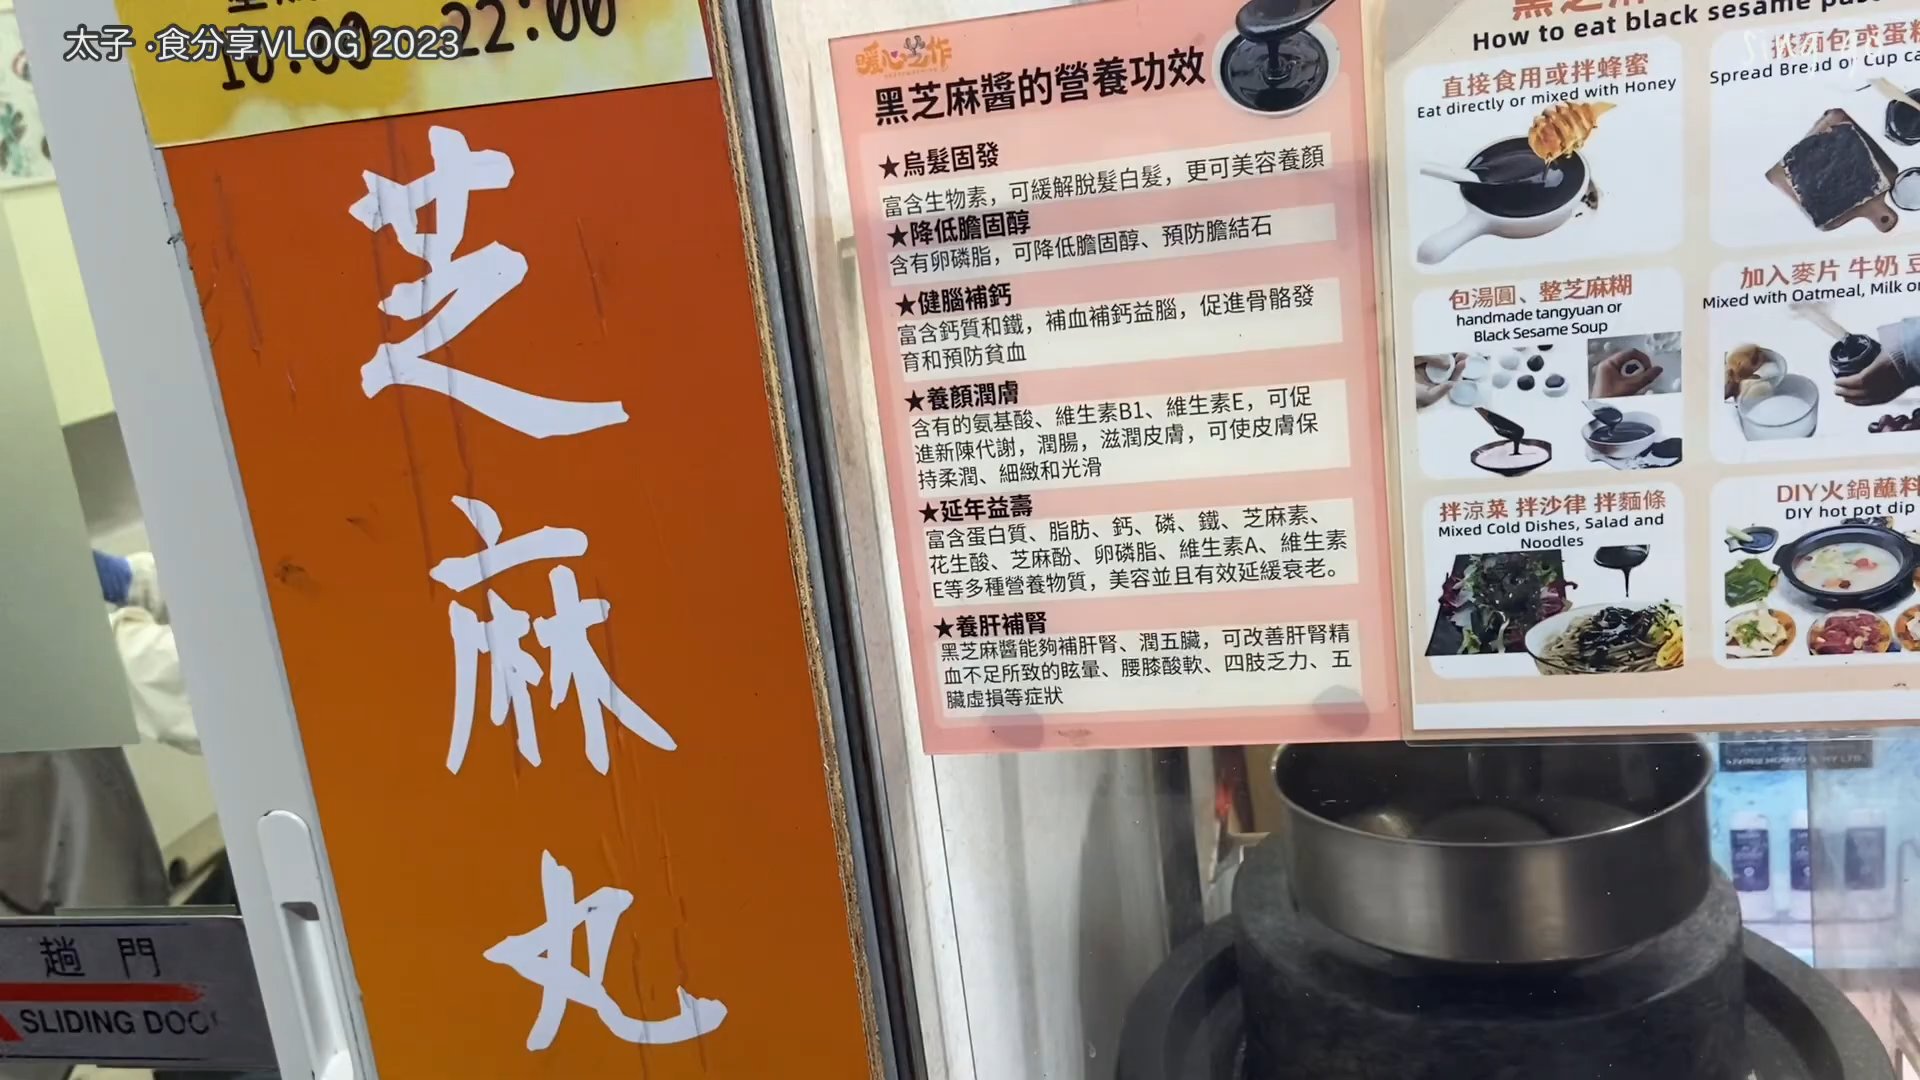 太子 ·食分享VLOG 2023
10:00 - 22:00
芝麻丸
趟門
SLIDING DOO
暖心工作
黑芝麻醬的營養功效
★烏髮固發
富含生物素，可緩解脫髮白髮，更可美容養顏
★降低膽固醇
含有卵磷脂，可降低膽固醇、預防膽結石
★健腦補鈣
富含鈣質和鐵，補血補鈣益腦，促進骨骼發
育和預防貧血
★養顏潤膚
含有的氨基酸、維生素B1、維生素E，可促
進新陳代謝，潤腸，滋潤皮膚，可使皮膚保
持柔潤、細緻和光滑
★延年益壽
富含蛋白質、脂肪、鈣、磷、鐵、芝麻素、
花生酸、芝麻酚、卵磷脂、維生素A、維生素
E等多種營養物質，美容並且有效延緩衰老。
★養肝補腎
黑芝麻醬能夠補肝腎、潤五臟，可改善肝腎精
血不足所致的眩暈、腰膝酸軟、四肢乏力、五
臟虛損等症狀
How to eat black sesame pas
直接食用或拌蜂蜜
Eat directly or mixed with Honey
麵包或蛋糕
Spread Bread or Cup ca
包湯圓、整芝麻糊
handmade tangyuan or
Black Sesame Soup
加入麥片 牛奶 豆
Mixed with Oatmeal, Milk or
拌涼菜 拌沙律 拌麵條
Mixed Cold Dishes, Salad and
Noodles
DIY火鍋蘸料
DIY hot pot dip